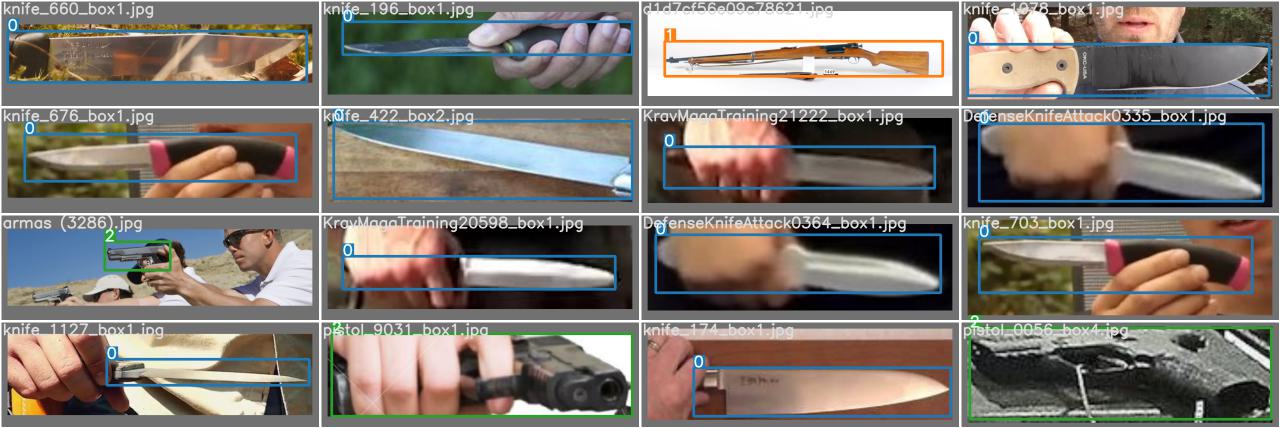 knife_660_box1.jpg
0
knife_196_box1.jpg
0
d1d7cf56e09c78621.jpg
1
knife_1078_box1.jpg
0
knife_676_box1.jpg
0
knife_422_box2.jpg
0
KravMagaTraining21222_box1.jpg
0
DefenseKnifeAttack0335_box1.jpg
0
armas (3286).jpg
2
KravMagaTraining20598_box1.jpg
0
DefenseKnifeAttack0364_box1.jpg
0
knife_703_box1.jpg
0
knife_1127_box1.jpg
0
pistol_9031_box1.jpg
2
knife_174_box1.jpg
0
pistol_0056_box4.jpg
2